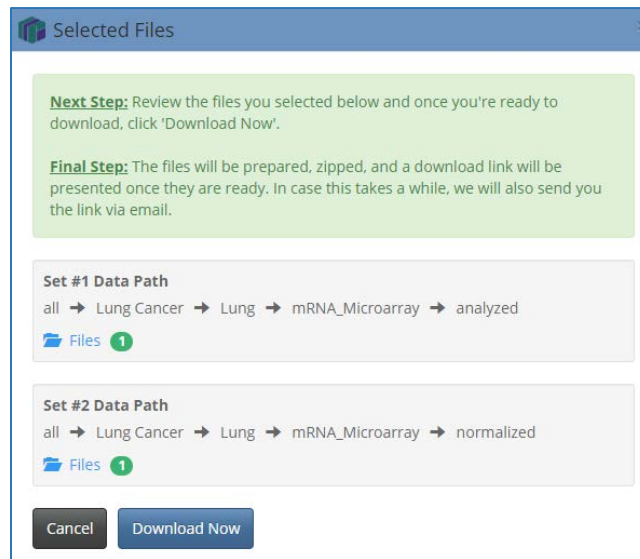 Selected Files
Next Step: Review the files you selected below and once you're ready to
download, click 'Download Now'.
Final Step: The files will be prepared, zipped, and a download link will be
presented once they are ready. In case this takes a while, we will also send you
the link via email.
Set #1 Data Path
all ➔ Lung Cancer ➔ Lung ➔ mRNA_Microarray ➔ analyzed
Files 1
Set #2 Data Path
all ➔ Lung Cancer ➔ Lung ➔ mRNA_Microarray ➔ normalized
Files 1
Cancel Download Now